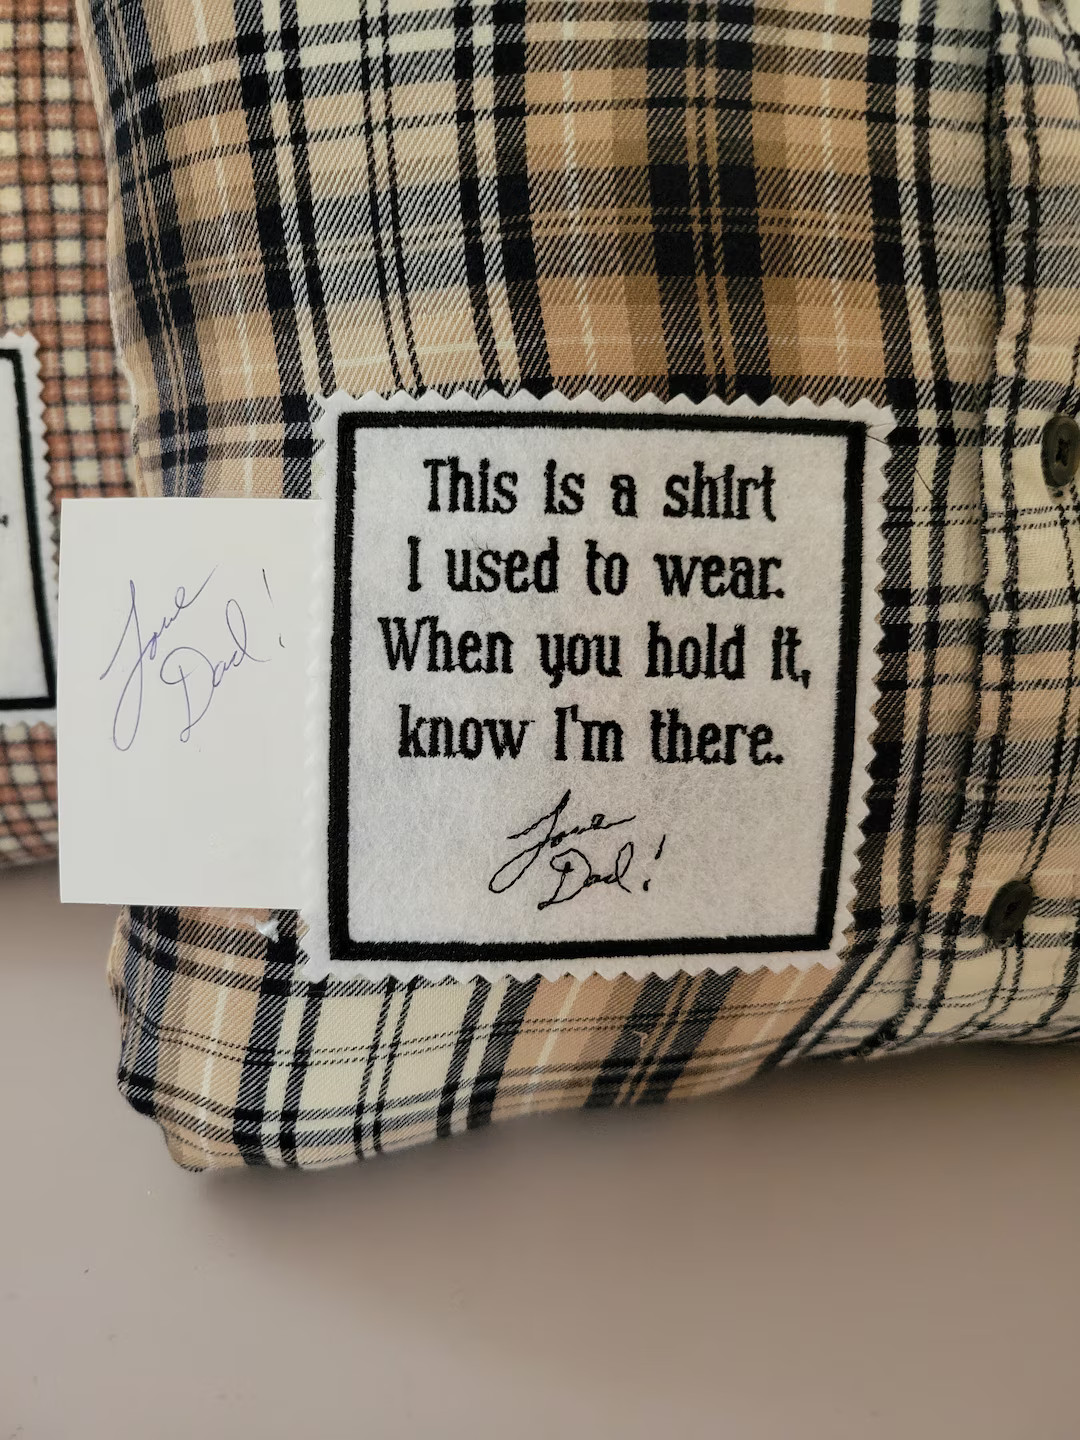 Love
Dad!
This is a shirt
I used to wear.
When you hold it,
know I'm there.
Love
Dad!